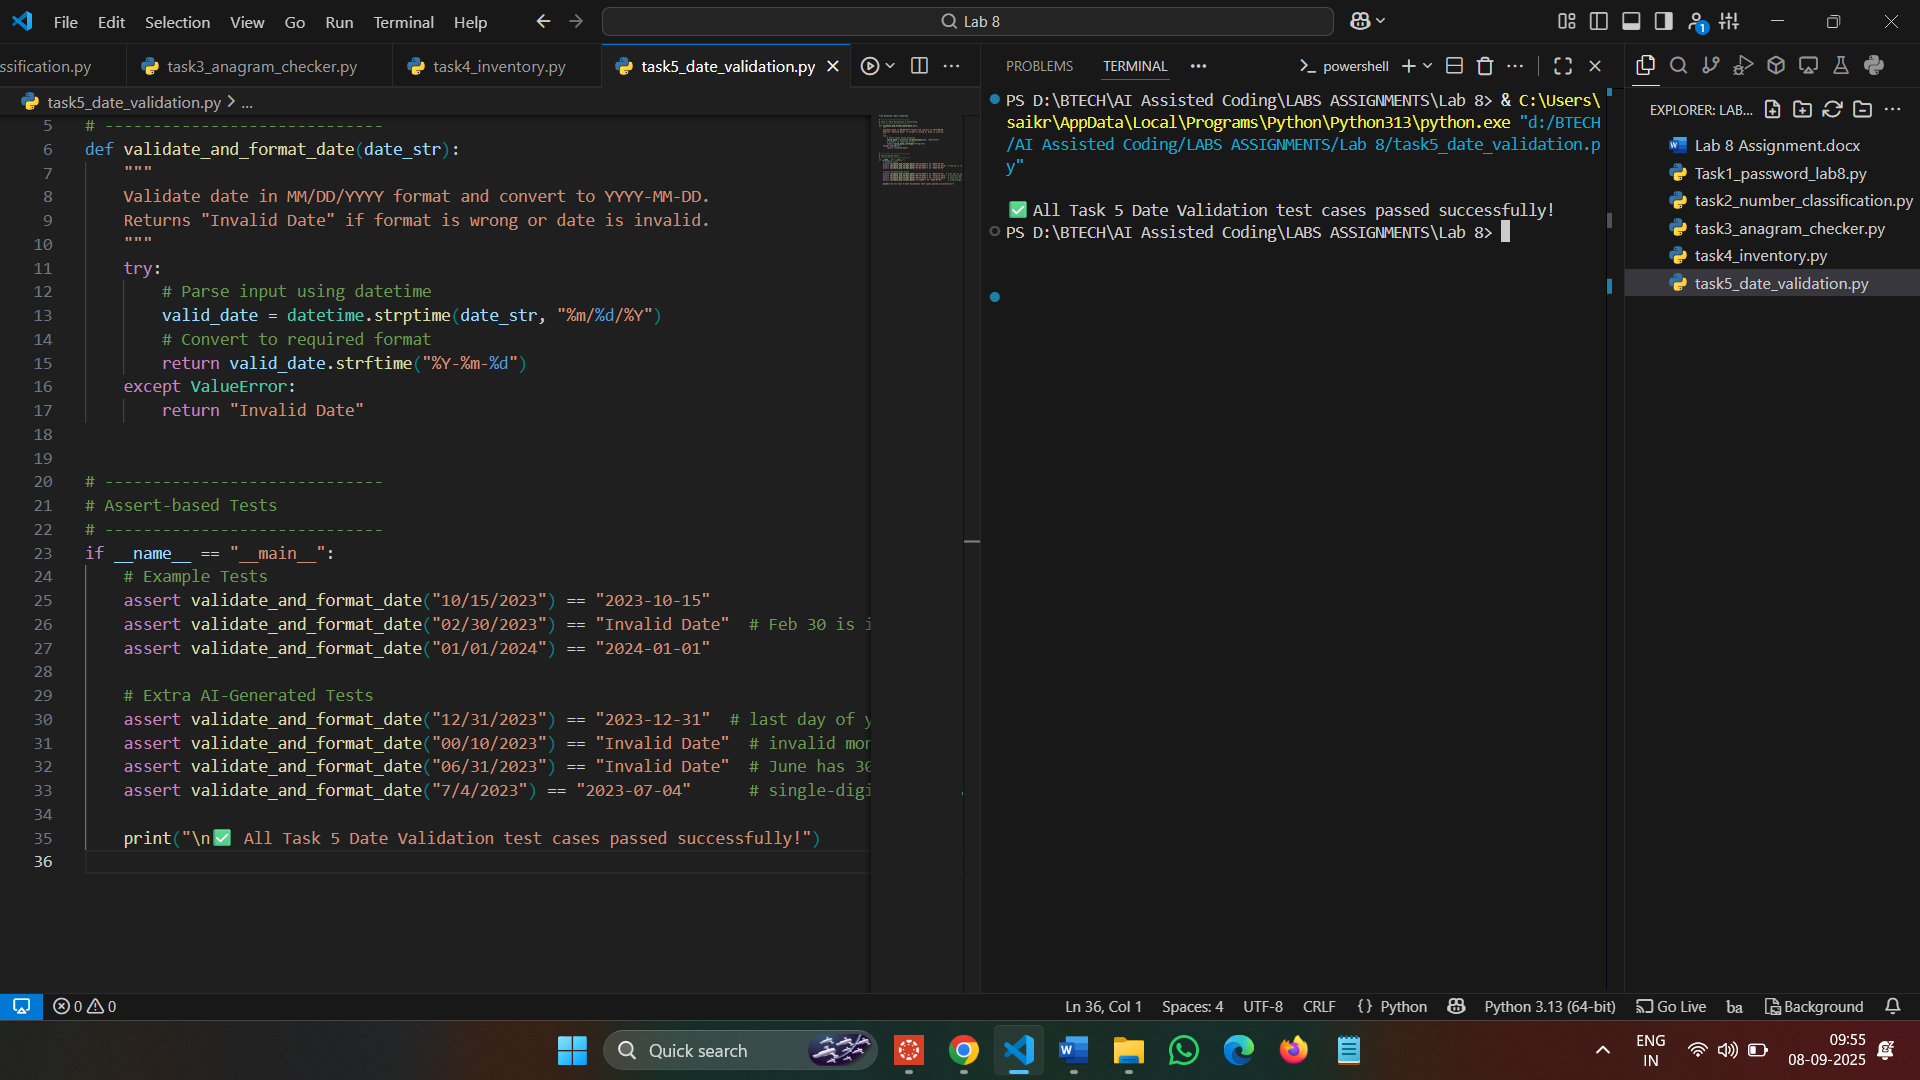 File Edit Selection View Go Run Terminal Help
Lab 8
1
ssification.py
task3_anagram_checker.py
task4_inventory.py
task5_date_validation.py
task5_date_validation.py > ...
5 # -----------------------------
6 def validate_and_format_date(date_str):
7 """
8 Validate date in MM/DD/YYYY format and convert to YYYY-MM-DD.
9 Returns "Invalid Date" if format is wrong or date is invalid.
10 """
11 try:
12 # Parse input using datetime
13 valid_date = datetime.strptime(date_str, "%m/%d/%Y")
14 # Convert to required format
15 return valid_date.strftime("%Y-%m-%d")
16 except ValueError:
17 return "Invalid Date"
18
19
20 # -----------------------------
21 # Assert-based Tests
22 # -----------------------------
23 if __name__ == "__main__":
24 # Example Tests
25 assert validate_and_format_date("10/15/2023") == "2023-10-15"
26 assert validate_and_format_date("02/30/2023") == "Invalid Date" # Feb 30 is i
27 assert validate_and_format_date("01/01/2024") == "2024-01-01"
28
29 # Extra AI-Generated Tests
30 assert validate_and_format_date("12/31/2023") == "2023-12-31" # last day of y
31 assert validate_and_format_date("00/10/2023") == "Invalid Date" # invalid mon
32 assert validate_and_format_date("06/31/2023") == "Invalid Date" # June has 30
33 assert validate_and_format_date("7/4/2023") == "2023-07-04" # single-digi
34
35 print("\n✅ All Task 5 Date Validation test cases passed successfully!")
36
PROBLEMS TERMINAL ... powershell
PS D:\BTECH\AI Assisted Coding\LABS ASSIGNMENTS\Lab 8> & C:\Users\
saikr\AppData\Local\Programs\Python\Python313\python.exe "d:/BTECH
/AI Assisted Coding/LABS ASSIGNMENTS/Lab 8/task5_date_validation.p
y"
✅ All Task 5 Date Validation test cases passed successfully!
PS D:\BTECH\AI Assisted Coding\LABS ASSIGNMENTS\Lab 8>
EXPLORER: LAB...
Lab 8 Assignment.docx
Task1_password_lab8.py
task2_number_classification.py
task3_anagram_checker.py
task4_inventory.py
task5_date_validation.py
0 0
Ln 36, Col 1 Spaces: 4 UTF-8 CRLF {} Python Python 3.13 (64-bit) Go Live ba Background
Quick search
ENG
IN
09:55
08-09-2025